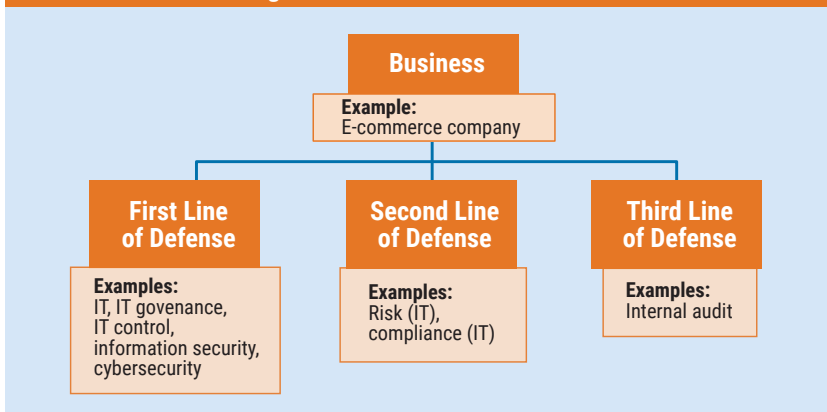 Business
Example:
E-commerce company
First Line
of Defense
Examples:
IT, IT govenance,
IT control,
information security,
cybersecurity
Second Line
of Defense
Examples:
Risk (IT),
compliance (IT)
Third Line
of Defense
Examples:
Internal audit